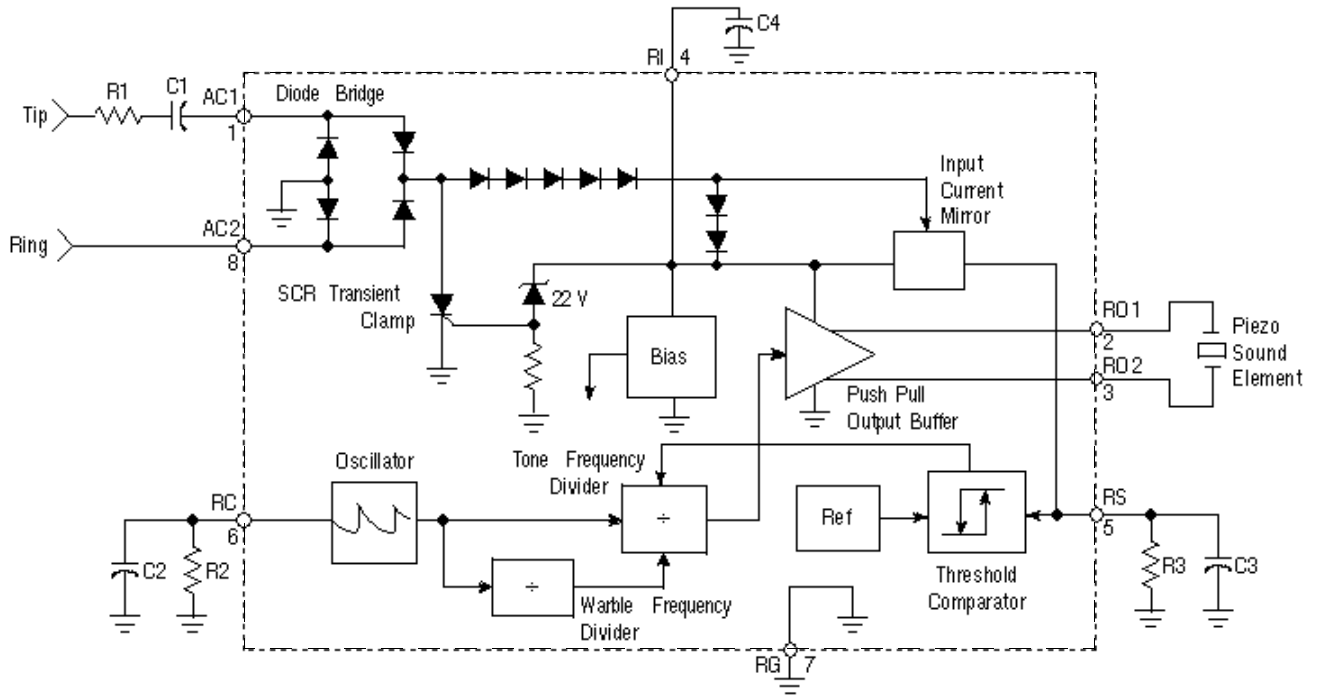 C4
RI 4
R1 C1 AC1 Diode Bridge
Tip
1
Input
Current
Mirror
AC2
Ring
8
SCR Transient
Clamp
22 V
Bias
RO1
2
Piezo
Sound
Element
RO2
3
Push Pull
Output Buffer
Oscillator
Tone Frequency
Divider
RC
6
÷
Ref
RS
5
C2 R2
÷
Warble Frequency
Divider
Threshold
Comparator
R3 C3
RG 7